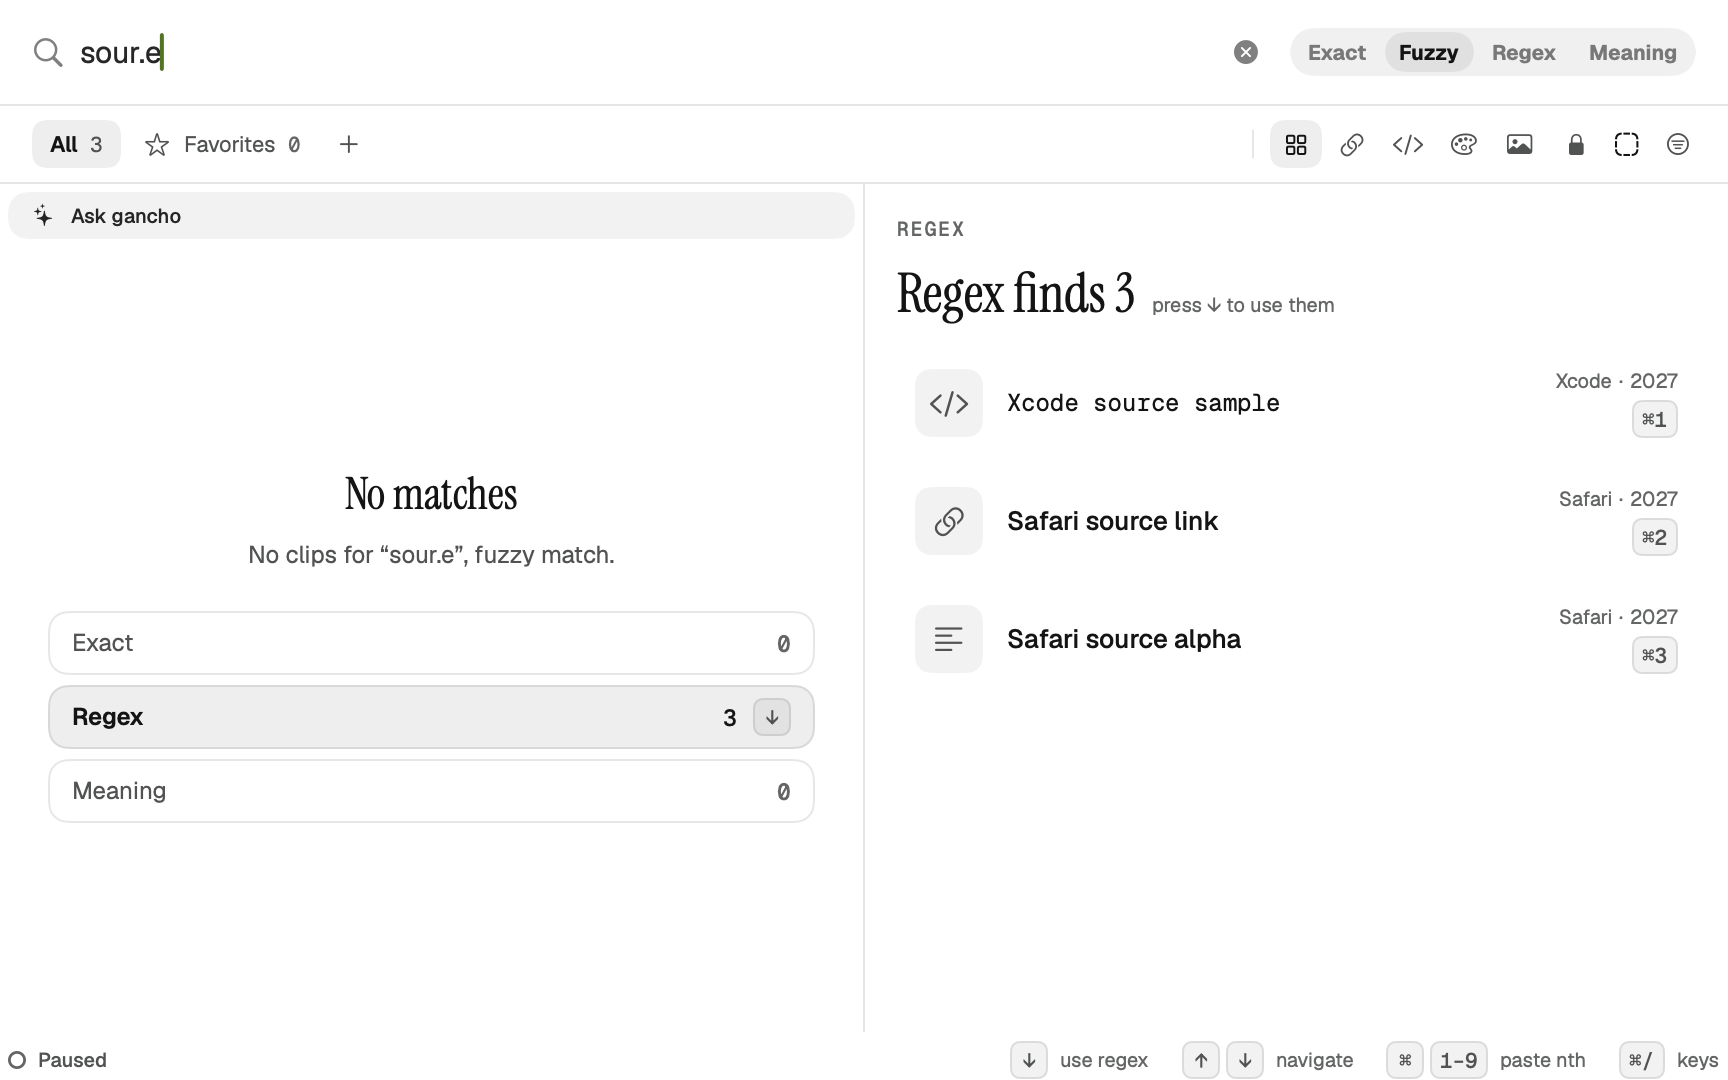 sour.e
Exact Fuzzy Regex Meaning
All 3 Favorites 0
Ask gancho
No matches
No clips for “sour.e”, fuzzy match.
Exact 0
Regex 3 ↓
Meaning 0
REGEX
Regex finds 3 press ↓ to use them
</> Xcode source sample Xcode · 2027
⌘1
Safari source link Safari · 2027
⌘2
Safari source alpha Safari · 2027
⌘3
Paused ↓ use regex ↑ ↓ navigate ⌘ 1–9 paste nth ⌘/ keys